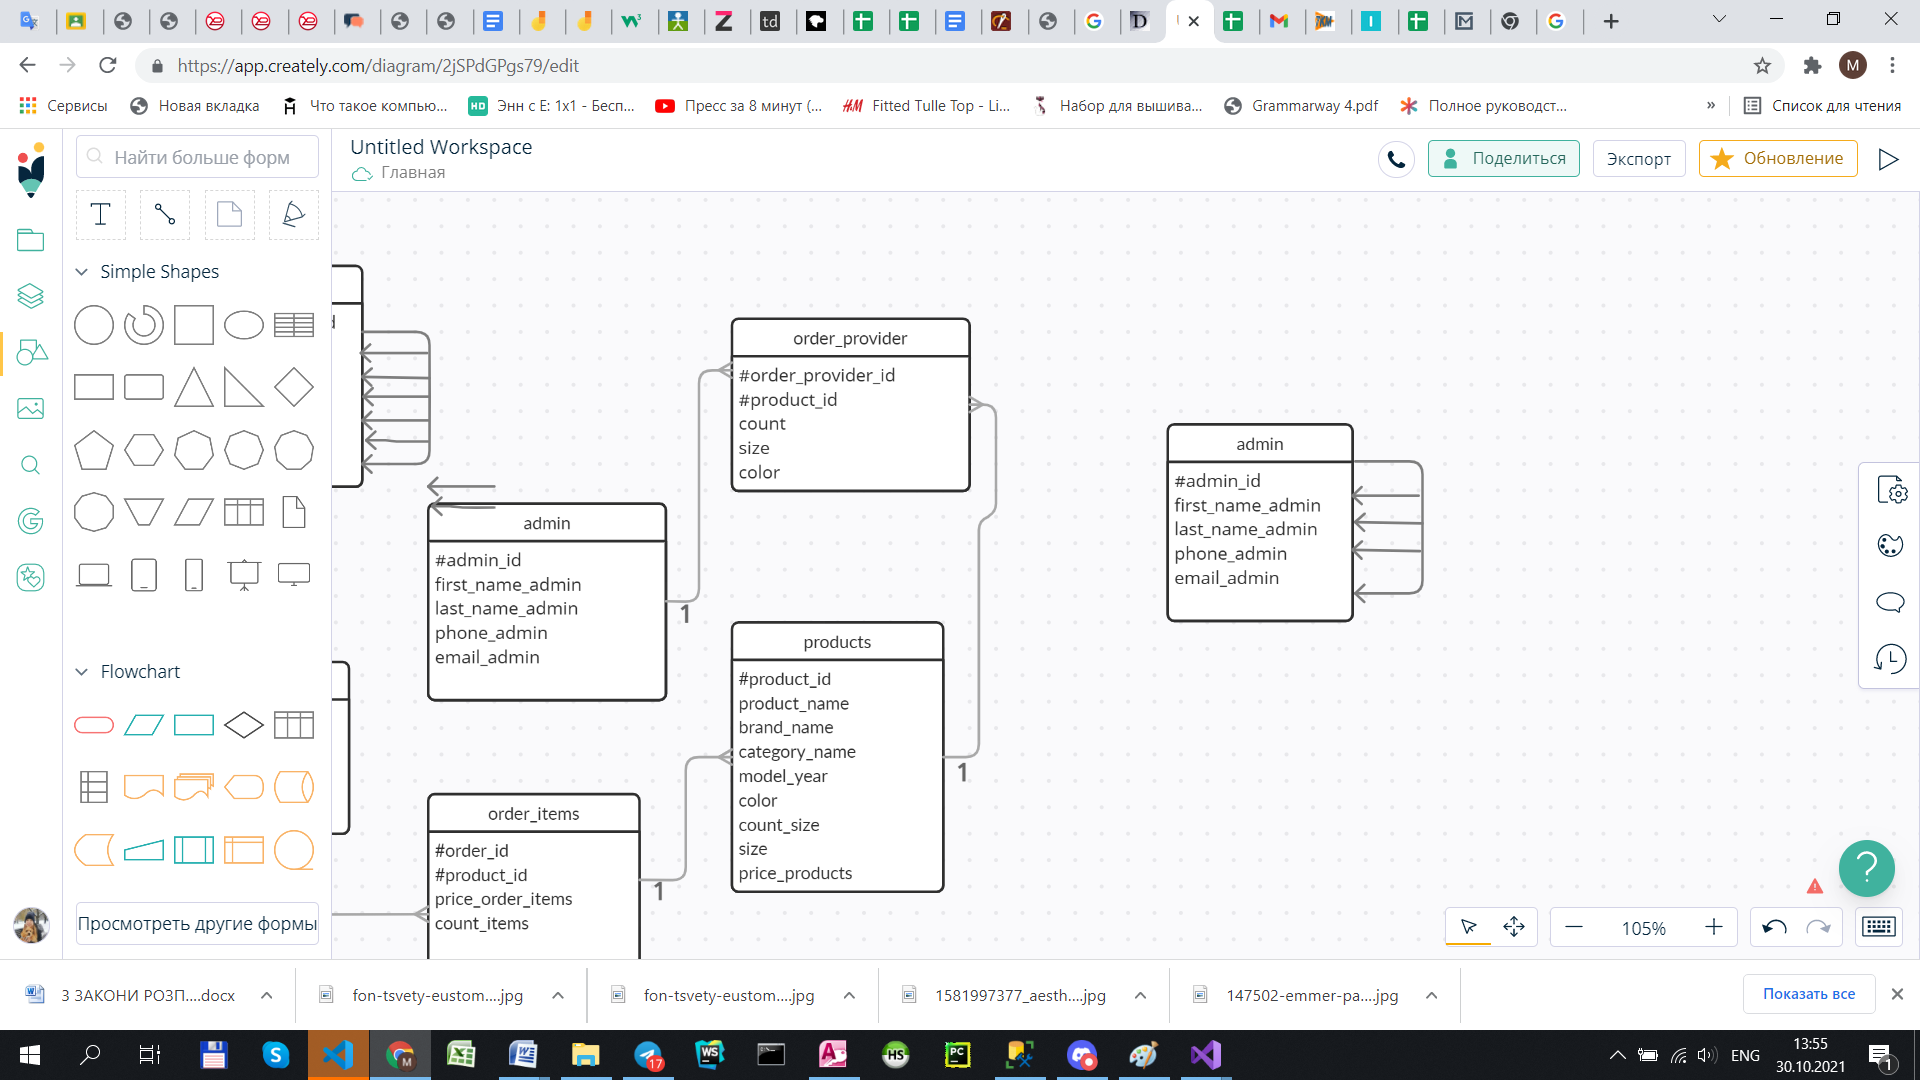 https://app.creately.com/diagram/2jSPdGPgs79/edit
M
Сервисы
Новая вкладка
Что такое компью...
Энн с Е: 1x1 - Бесп...
Пресс за 8 минут (...
Fitted Tulle Top - Li...
Набор для вышива...
Grammarway 4.pdf
Полное руководст...
»
Список для чтения
Найти больше форм
Untitled Workspace
Главная
Поделиться
Экспорт
Обновление
T
Simple Shapes
Flowchart
Просмотреть другие формы
d
order_provider
#order_provider_id
#product_id
count
size
color
admin
#admin_id
first_name_admin
last_name_admin
phone_admin
email_admin
1
admin
#admin_id
first_name_admin
last_name_admin
phone_admin
email_admin
products
#product_id
product_name
brand_name
category_name
model_year
color
count_size
size
price_products
1
order_items
#order_id
#product_id
price_order_items
count_items
1
?
105%
3 ЗАКОНИ РОЗП....docx
fon-tsvety-eustom....jpg
fon-tsvety-eustom....jpg
1581997377_aesth....jpg
147502-emmer-pa....jpg
Показать все
17
ENG
13:55
30.10.2021
1